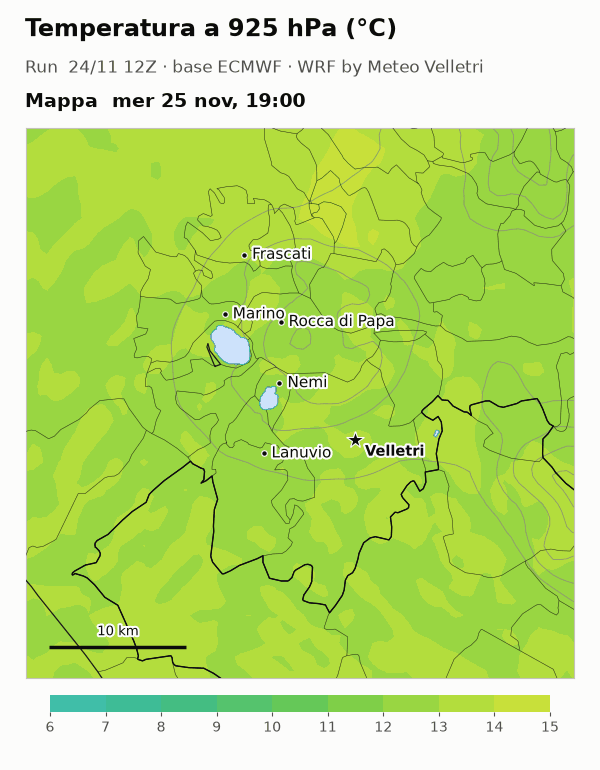 Temperatura a 925 hPa (°C)
Run  24/11 12Z · base ECMWF · WRF by Meteo Velletri
Mappa  mer 25 nov, 19:00
Frascati
Marino
Rocca di Papa
Nemi
Velletri
Lanuvio
10 km
6 7 8 9 10 11 12 13 14 15